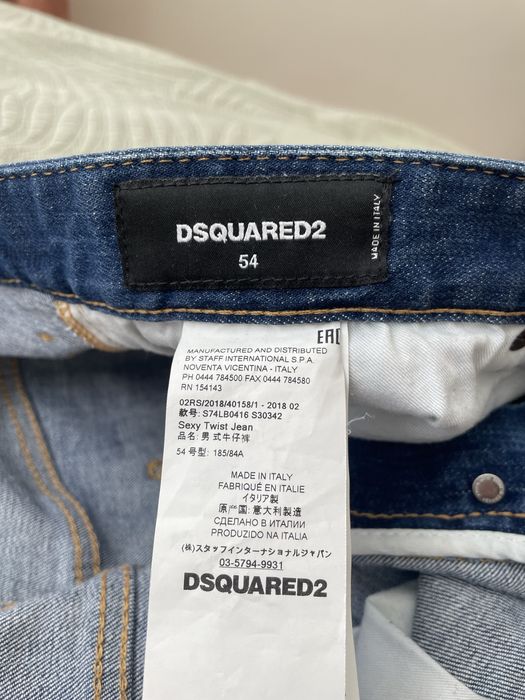 DSQUARED2
54
MADE IN ITALY
EAC
MANUFACTURED AND DISTRIBUTED
BY STAFF INTERNATIONAL S.P.A.
NOVENTA VICENTINA - ITALY
PH 0444 784500 FAX 0444 784580
RN 154143
02RS/2018/40158/1 - 2018 02
款号: S74LB0416 S30342
Sexy Twist Jean
品名: 男式牛仔裤
54 号型: 185/84A
MADE IN ITALY
FABRIQUÉ EN ITALIE
イタリア製
原产国: 意大利制造
СДЕЛАНО В ИТАЛИИ
PRODUZIDO NA ITALIA
(株)スタッフインターナショナルジャパン
03-5794-9931
DSQUARED2